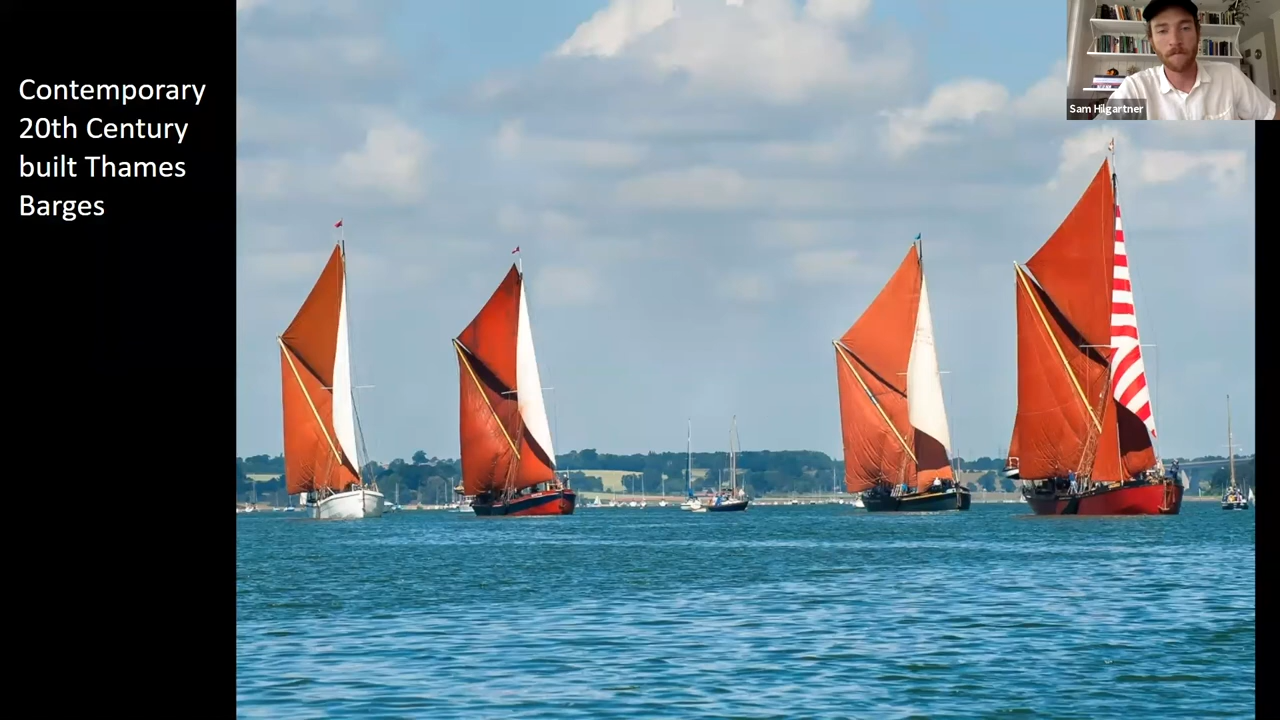 Contemporary
20th Century
built Thames
Barges
Sam Hilgartner